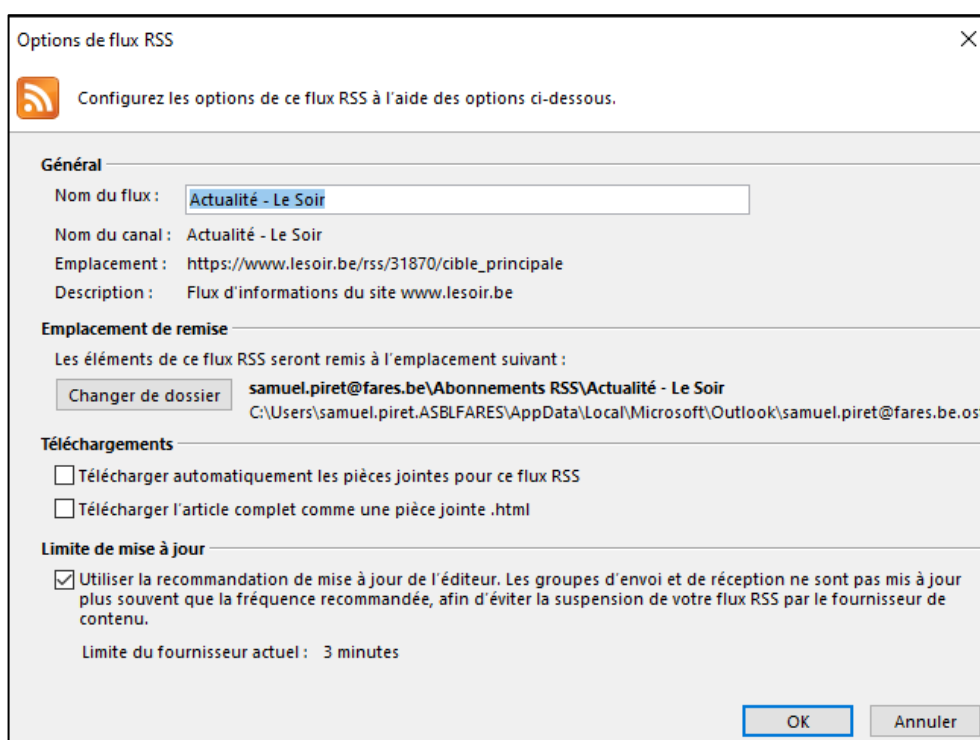 Options de flux RSS
Configurez les options de ce flux RSS à l'aide des options ci-dessous.
Général
Nom du flux : Actualité - Le Soir
Nom du canal : Actualité - Le Soir
Emplacement : https://www.lesoir.be/rss/31870/cible_principale
Description : Flux d'informations du site www.lesoir.be
Emplacement de remise
Les éléments de ce flux RSS seront remis à l'emplacement suivant :
Changer de dossier samuel.piret@fares.be\Abonnements RSS\Actualité - Le Soir
C:\Users\samuel.piret.ASBLFARES\AppData\Local\Microsoft\Outlook\samuel.piret@fares.be.os
Téléchargements
Télécharger automatiquement les pièces jointes pour ce flux RSS
Télécharger l'article complet comme une pièce jointe .html
Limite de mise à jour
Utiliser la recommandation de mise à jour de l'éditeur. Les groupes d'envoi et de réception ne sont pas mis à jour
plus souvent que la fréquence recommandée, afin d'éviter la suspension de votre flux RSS par le fournisseur de
contenu.
Limite du fournisseur actuel : 3 minutes
OK Annuler